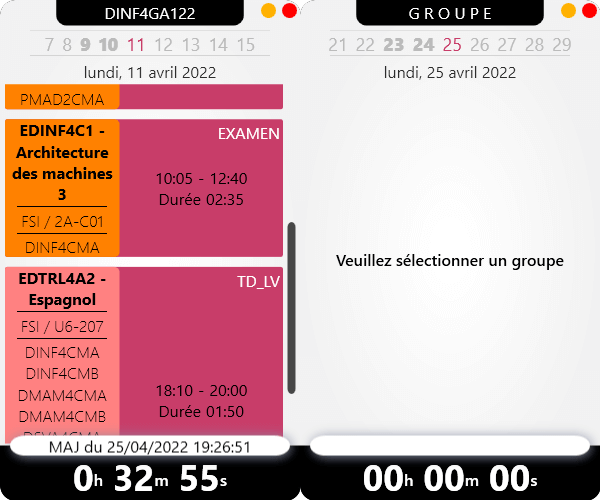 DINF4GA122
7 8 9 10 11 12 13 14 15
lundi, 11 avril 2022
PMAD2CMA
EDINF4C1 -
Architecture
des machines
3
FSI / 2A-C01
DINF4CMA
EXAMEN
10:05 - 12:40
Durée 02:35
EDTRL4A2 -
Espagnol
FSI / U6-207
DINF4CMA
DINF4CMB
DMAM4CMA
DMAM4CMB
TD_LV
18:10 - 20:00
Durée 01:50
MAJ du 25/04/2022 19:26:51
0h 32m 55s
GROUPE
21 22 23 24 25 26 27 28 29
lundi, 25 avril 2022
Veuillez sélectionner un groupe
00h 00m 00s